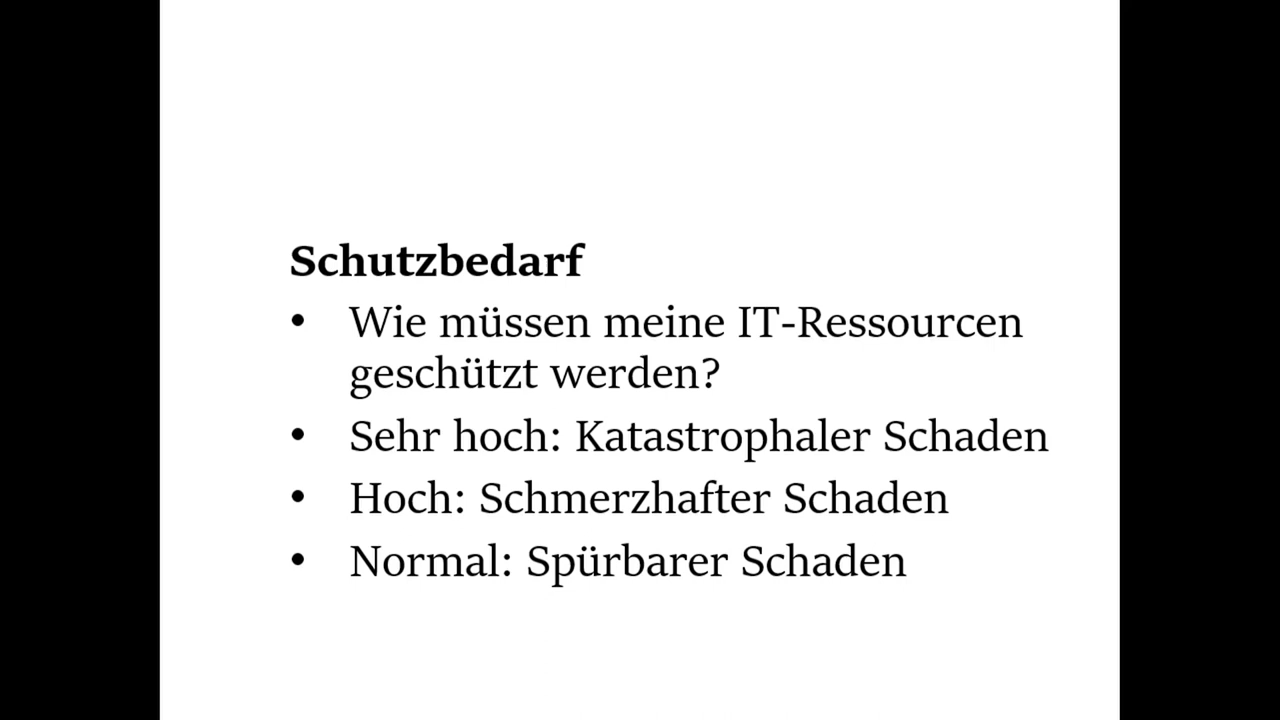 Schutzbedarf
• Wie müssen meine IT-Ressourcen
geschützt werden?
• Sehr hoch: Katastrophaler Schaden
• Hoch: Schmerzhafter Schaden
• Normal: Spürbarer Schaden